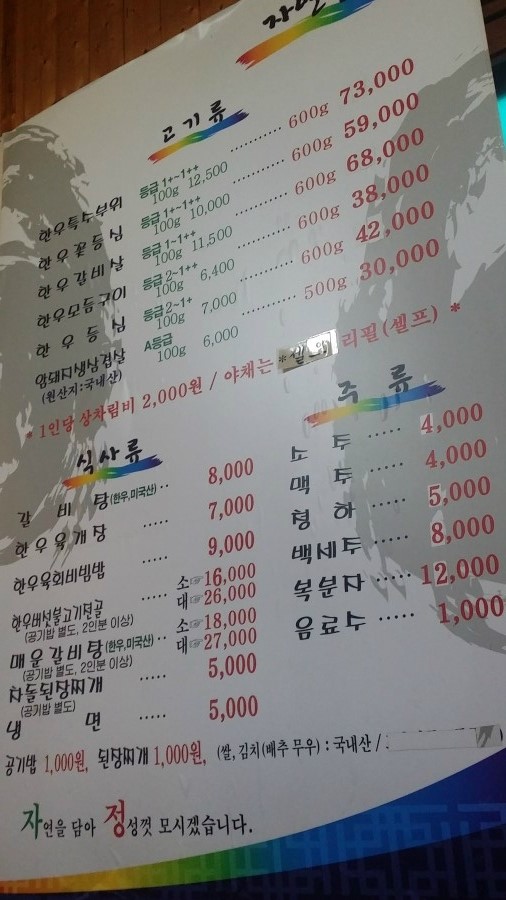 고기류
한우특수부위 등급 1+~1++ 100g 12,500 ·········· 600g 73,000
한우꽃등심 등급 1+~1++ 100g 10,000 ·········· 600g 59,000
한우갈비살 등급 1~1++ 100g 11,500 ·········· 600g 68,000
한우모듬구이 등급 2~1++ 100g 6,400 ·········· 600g 38,000
한우등심 등급 2~1+ 100g 7,000 ·········· 600g 42,000
암돼지생삼겹살 A등급 100g 6,000 ·········· 500g 30,000
(원산지:국내산)
* 1인당 상차림비 2,000원 / 야채는 *셀프 리필(셀프) *
식사류
갈비탕(한우,미국산) ·· 8,000
한우육개장 ····· 7,000
한우육회비빔밥 ····· 9,000
한우버섯불고기전골 소☞16,000
(공기밥 별도, 2인분 이상) 대☞26,000
매운갈비탕(한우,미국산) ·· 소☞18,000
(공기밥 별도, 2인분 이상) 대☞27,000
차돌된장찌개 ····· 5,000
(공기밥 별도)
냉면 ····· 5,000
주류
소주 ····· 4,000
맥주 ····· 4,000
청하 ····· 5,000
백세주 ····· 8,000
복분자 ····· 12,000
음료수 ····· 1,000
공기밥 1,000원, 된장찌개 1,000원, (쌀,김치(배추 무우) : 국내산 /
자연을 담아 정성껏 모시겠습니다.